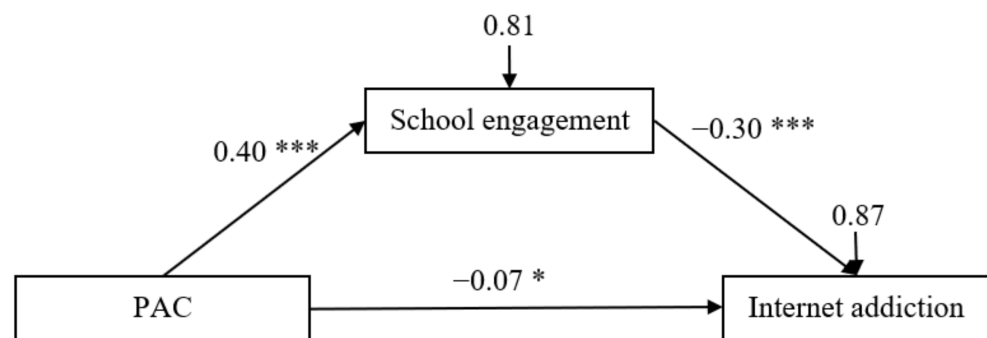 0.81
School engagement
0.40 ***
−0.30 ***
0.87
−0.07 *
PAC
Internet addiction